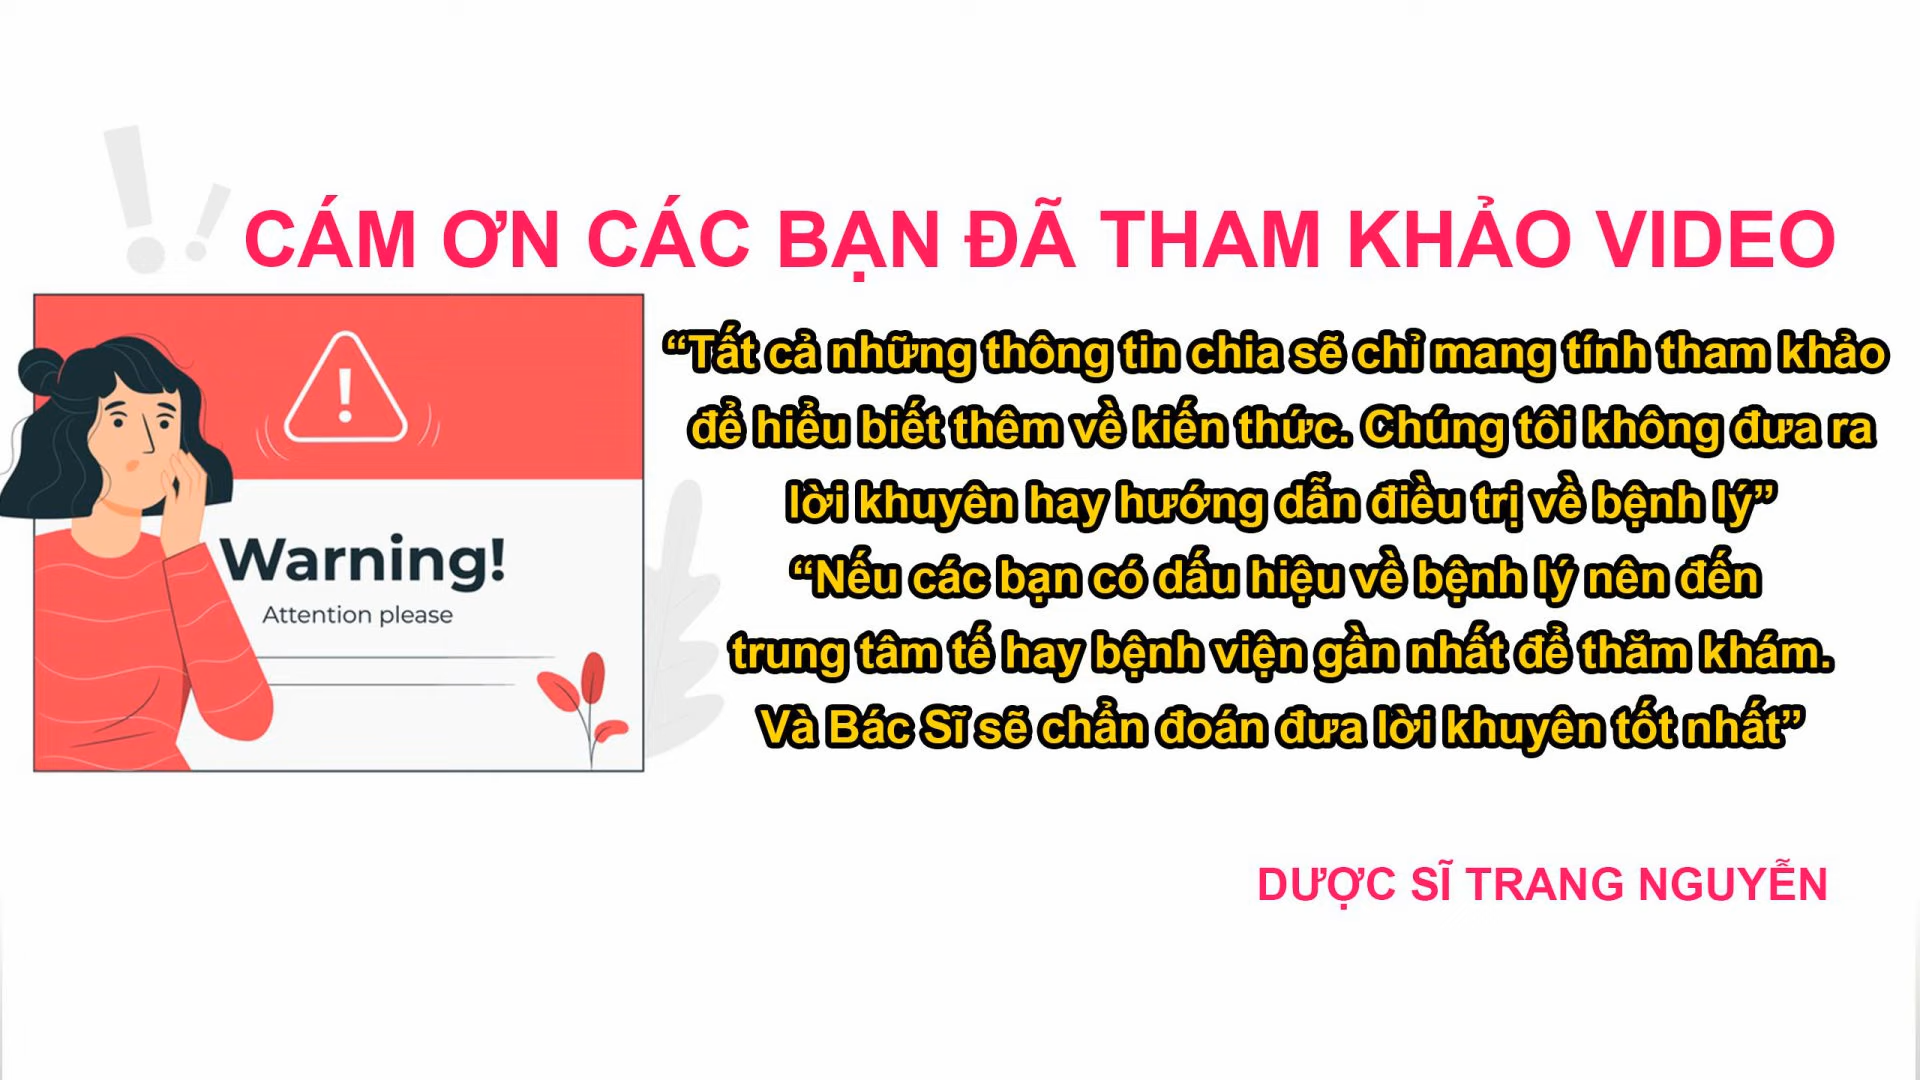 CÁM ƠN CÁC BẠN ĐÃ THAM KHẢO VIDEO
Warning!
Attention please
“Tất cả những thông tin chia sẽ chỉ mang tính tham khảo
để hiểu biết thêm về kiến thức. Chúng tôi không đưa ra
lời khuyên hay hướng dẫn điều trị về bệnh lý”
“Nếu các bạn có dấu hiệu về bệnh lý nên đến
trung tâm tế hay bệnh viện gần nhất để thăm khám.
Và Bác Sĩ sẽ chẩn đoán đưa lời khuyên tốt nhất”
DƯỢC SĨ TRANG NGUYỄN